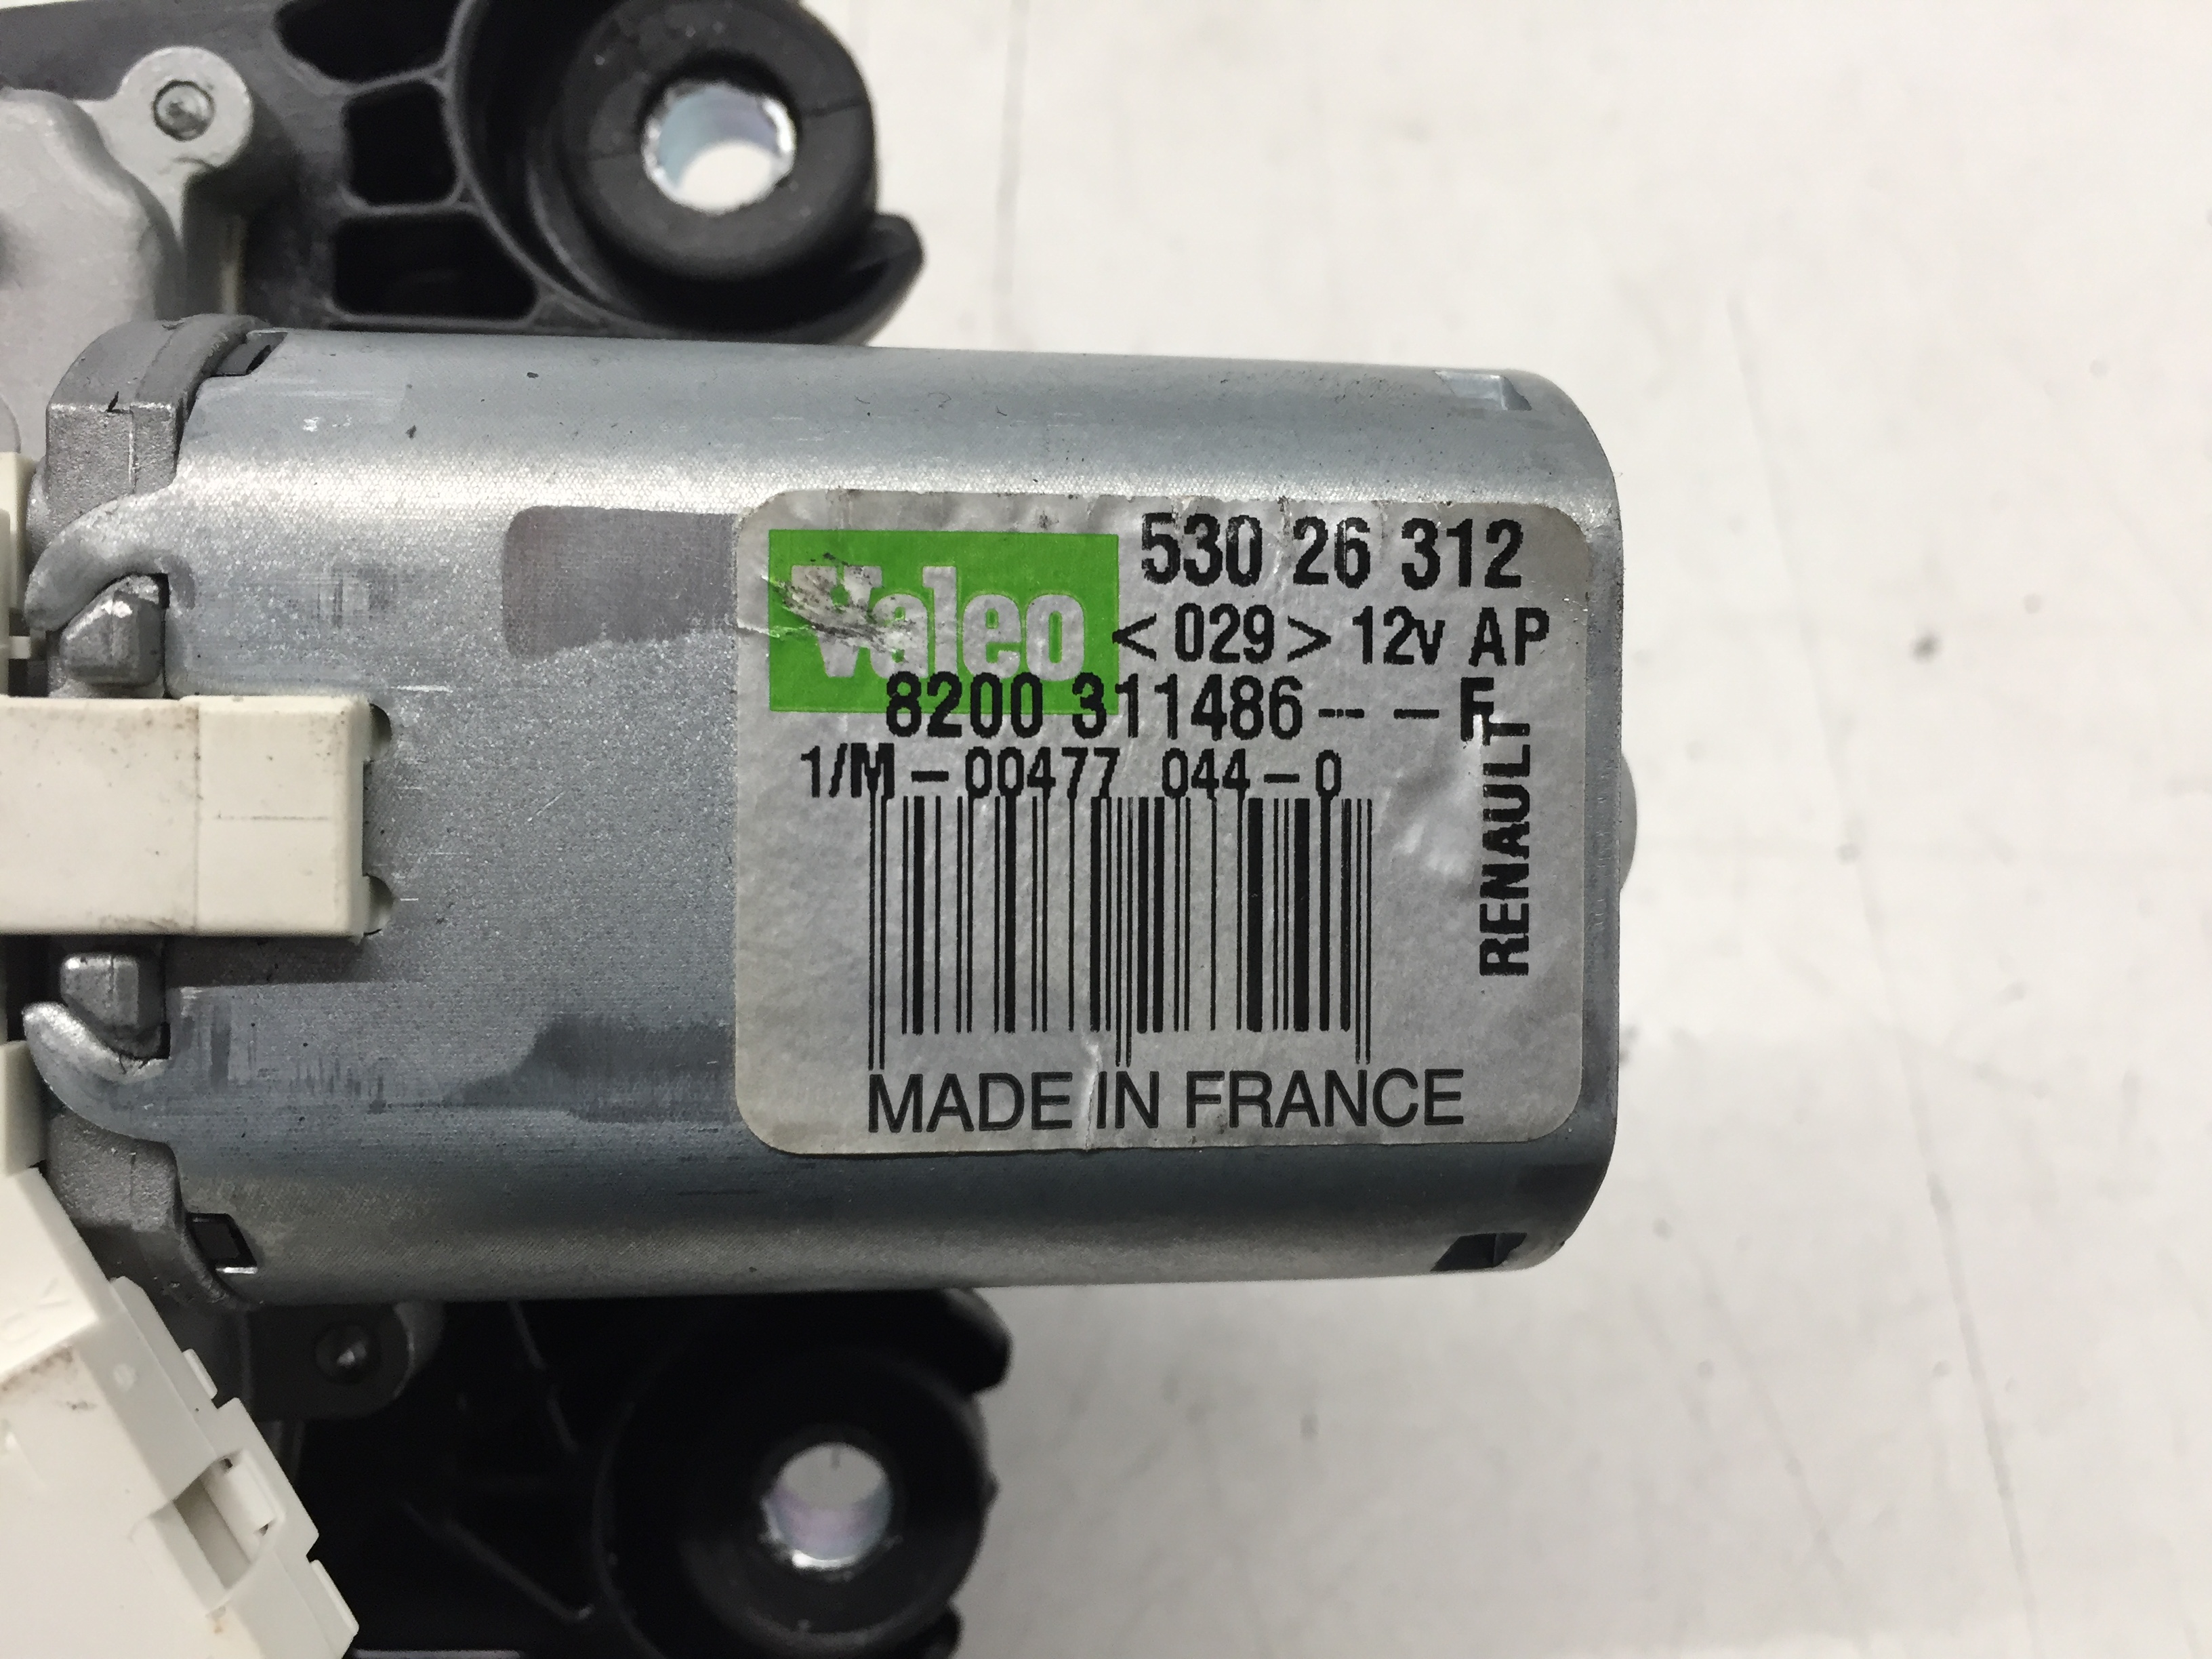 Valeo
530 26 312
<029> 12v AP
8200 311486-- - F
1/M-00477 044-0
RENAULT
MADE IN FRANCE